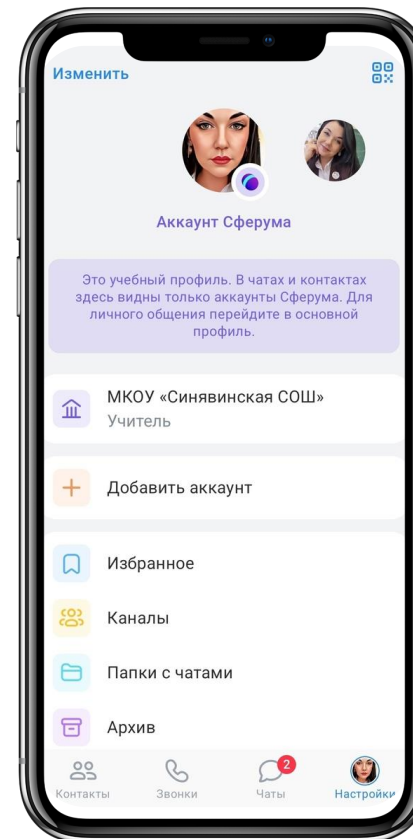 Изменить
Аккаунт Сферума
Это учебный профиль. В чатах и контактах
здесь видны только аккаунты Сферума. Для
личного общения перейдите в основной
профиль.
МКОУ «Синявинская СОШ»
Учитель
Добавить аккаунт
Избранное
Каналы
Папки с чатами
Архив
2
Контакты Звонки Чаты Настройки